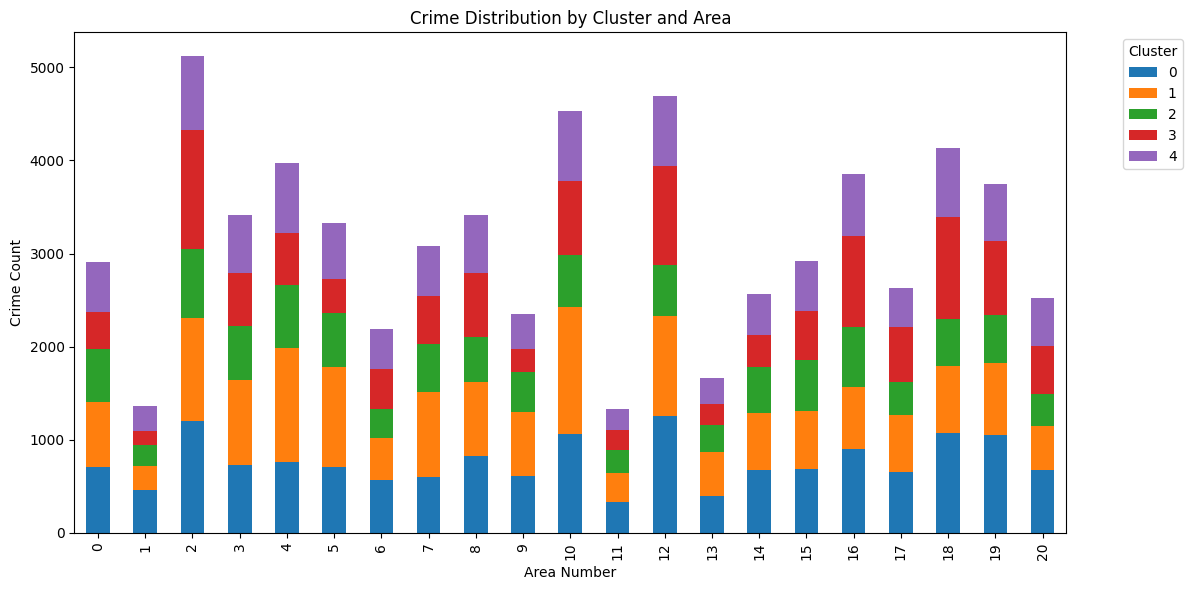 Crime Distribution by Cluster and Area
Crime Count
5000
4000
3000
2000
1000
0
0 1 2 3 4 5 6 7 8 9 10 11 12 13 14 15 16 17 18 19 20
Area Number
Cluster
0
1
2
3
4